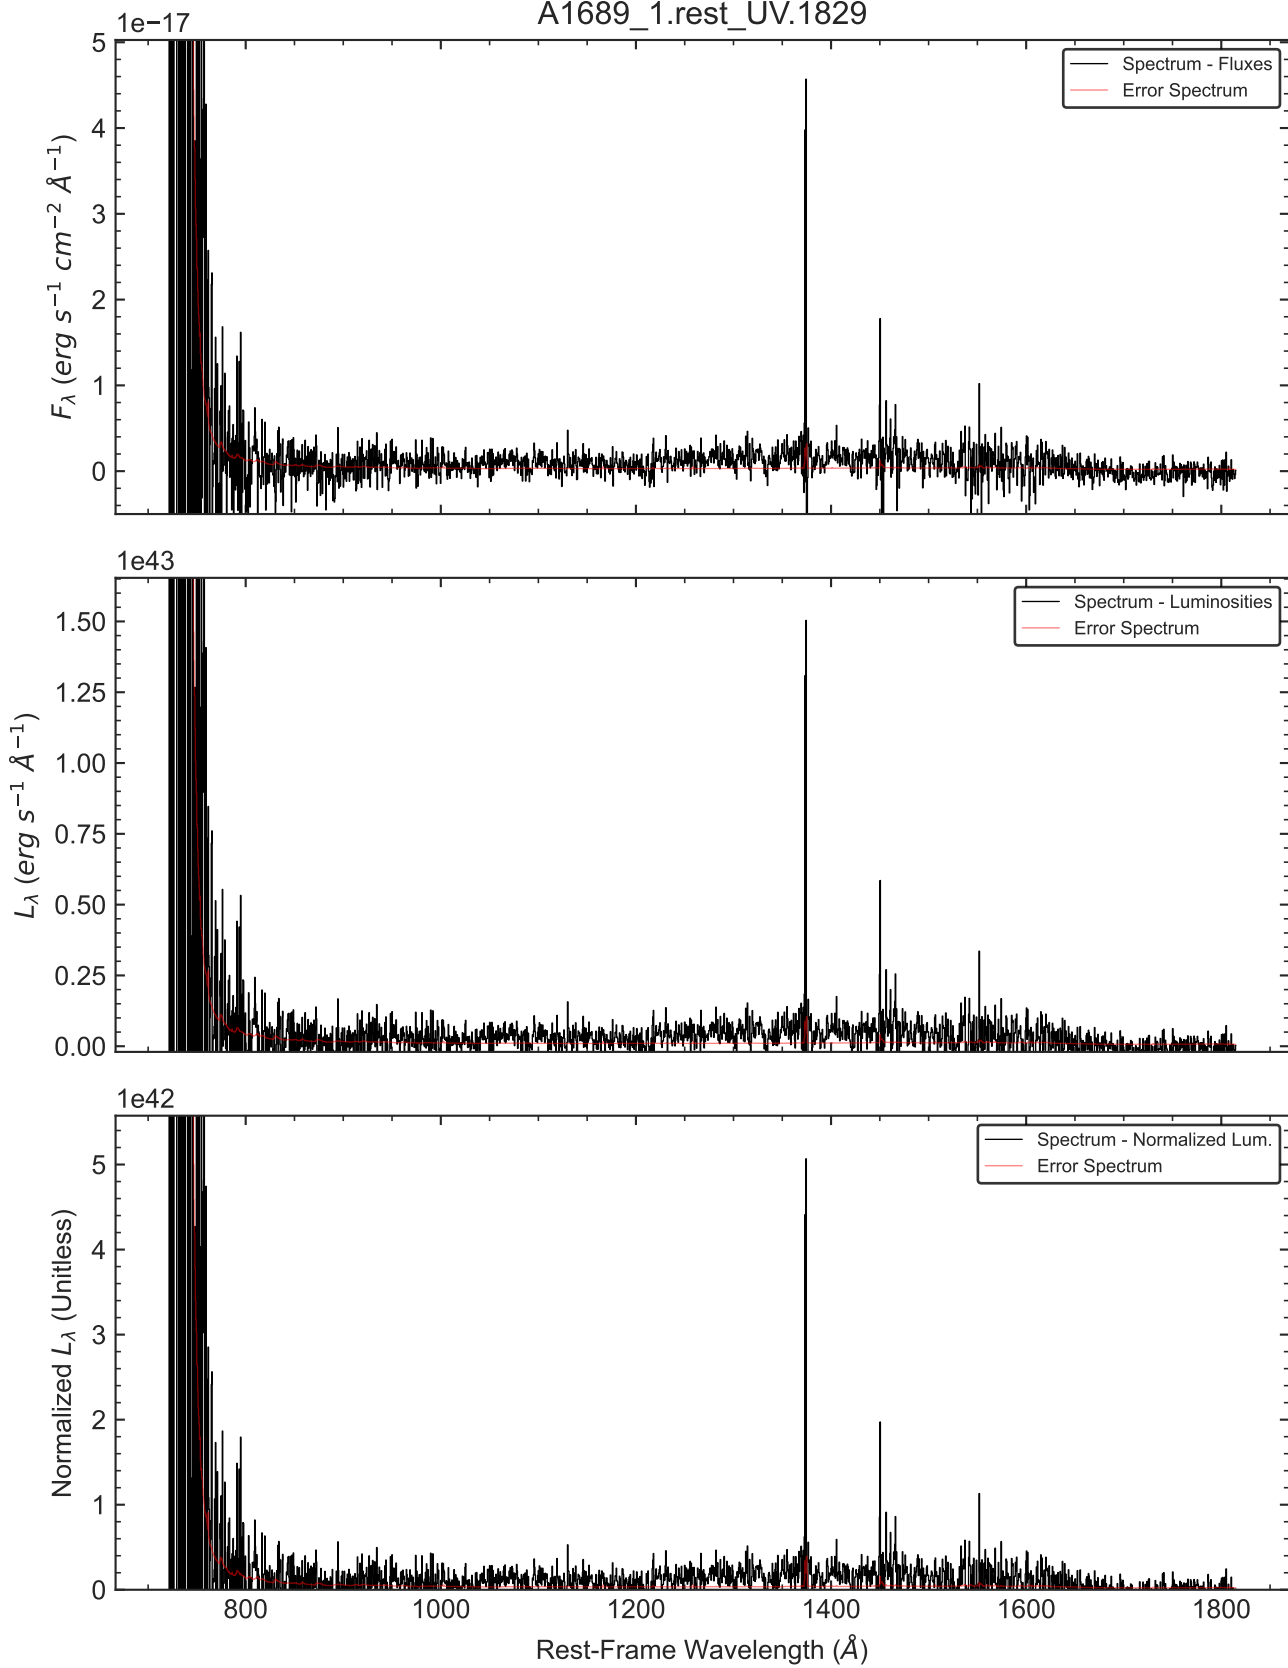 A1689_1.rest_UV.1829
1e−17
5
4
3
2
1
0
F_λ (erg s⁻¹ cm⁻² Å⁻¹)
Spectrum - Fluxes
Error Spectrum
1e43
1.50
1.25
1.00
0.75
0.50
0.25
0.00
L_λ (erg s⁻¹ Å⁻¹)
Spectrum - Luminosities
Error Spectrum
1e42
5
4
3
2
1
0
Normalized L_λ (Unitless)
Spectrum - Normalized Lum.
Error Spectrum
800 1000 1200 1400 1600 1800
Rest-Frame Wavelength (Å)